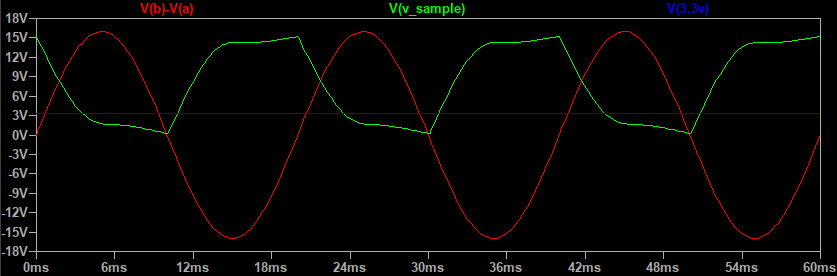 V(b)-V(a) V(v_sample) V(3,3v)
18V
15V
12V
9V
6V
3V
0V
-3V
-6V
-9V
-12V
-15V
-18V
0ms 6ms 12ms 18ms 24ms 30ms 36ms 42ms 48ms 54ms 60ms